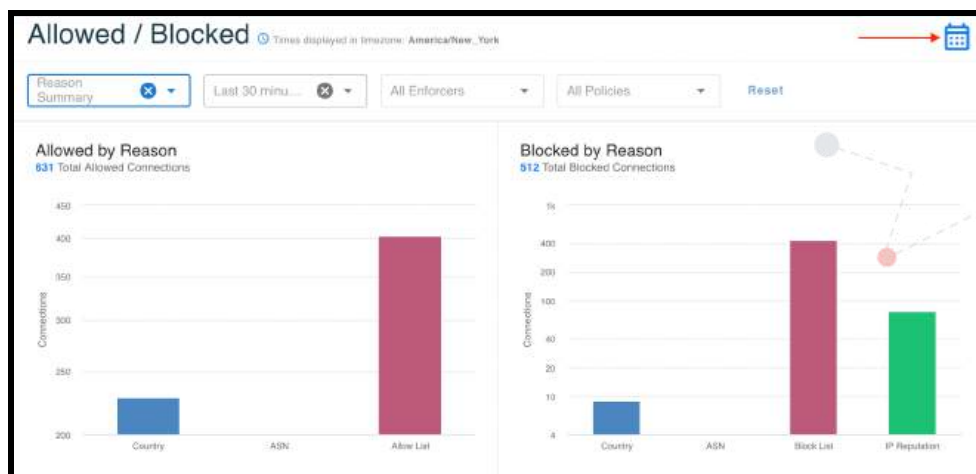 Allowed / Blocked
Times displayed in timezone: America/New_York
Reason
Summary
Last 30 minu...
All Enforcers
All Policies
Reset
Allowed by Reason
631 Total Allowed Connections
450
400
350
300
250
200
Connections
Country
ASN
Allow List
Blocked by Reason
512 Total Blocked Connections
1k
400
200
100
40
20
10
4
Connections
Country
ASN
Block List
IP Reputation